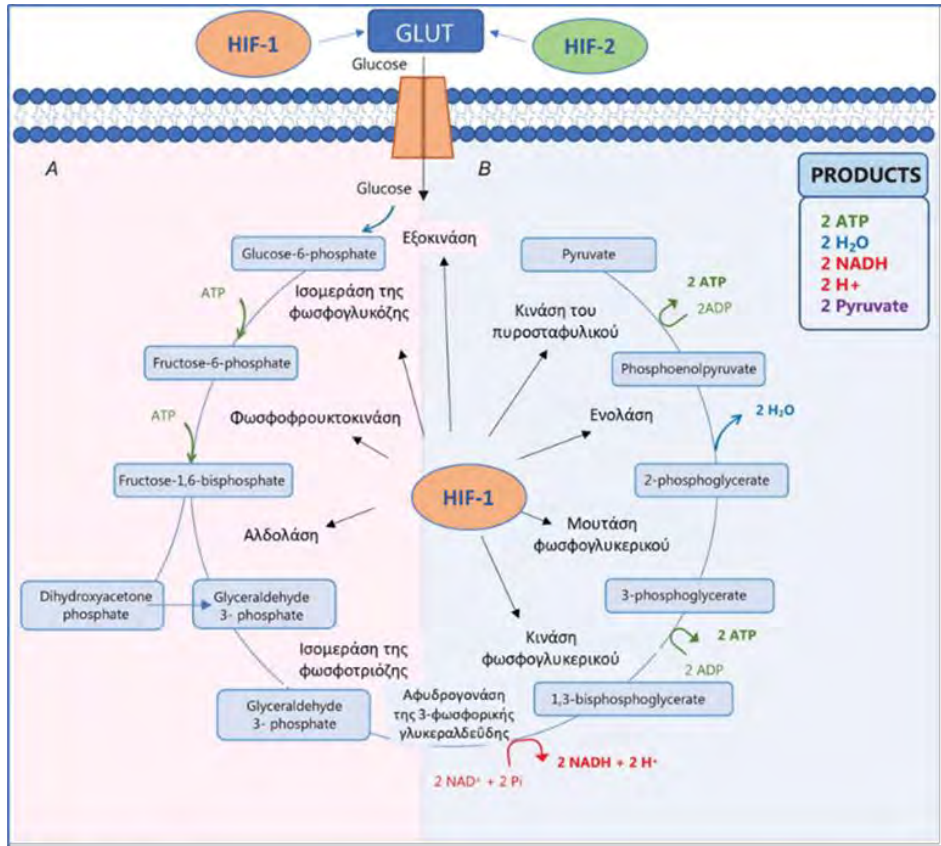 HIF-1
GLUT
HIF-2
Glucose
A
B
Glucose
PRODUCTS
2 ATP
2 H₂O
2 NADH
2 H+
2 Pyruvate
Glucose-6-phosphate
Εξοκινάση
Pyruvate
ATP
Ισομεράση της
φωσφογλυκόζης
Κινάση του
πυροσταφυλικού
2 ATP
2ADP
Fructose-6-phosphate
Phosphoenolpyruvate
ATP
Φωσφοφρουκτοκινάση
Ενολάση
2 H₂O
Fructose-1,6-bisphosphate
HIF-1
2-phosphoglycerate
Αλδολάση
Μουτάση
φωσφογλυκερικού
Dihydroxyacetone
phosphate
Glyceraldehyde
3- phosphate
3-phosphoglycerate
Ισομεράση της
φωσφοτριόζης
Κινάση
φωσφογλυκερικού
2 ATP
2 ADP
Glyceraldehyde
3- phosphate
Αφυδρογονάση
της 3-φωσφορικής
γλυκεραλδεΰδης
1,3-bisphosphoglycerate
2 NAD⁺ + 2 Pi
2 NADH + 2 H⁺